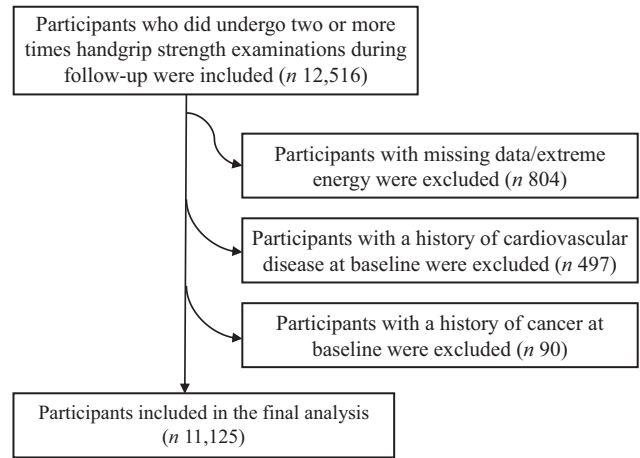 Participants who did undergo two or more
times handgrip strength examinations during
follow-up were included (n 12,516)
Participants with missing data/extreme
energy were excluded (n 804)
Participants with a history of cardiovascular
disease at baseline were excluded (n 497)
Participants with a history of cancer at
baseline were excluded (n 90)
Participants included in the final analysis
(n 11,125)